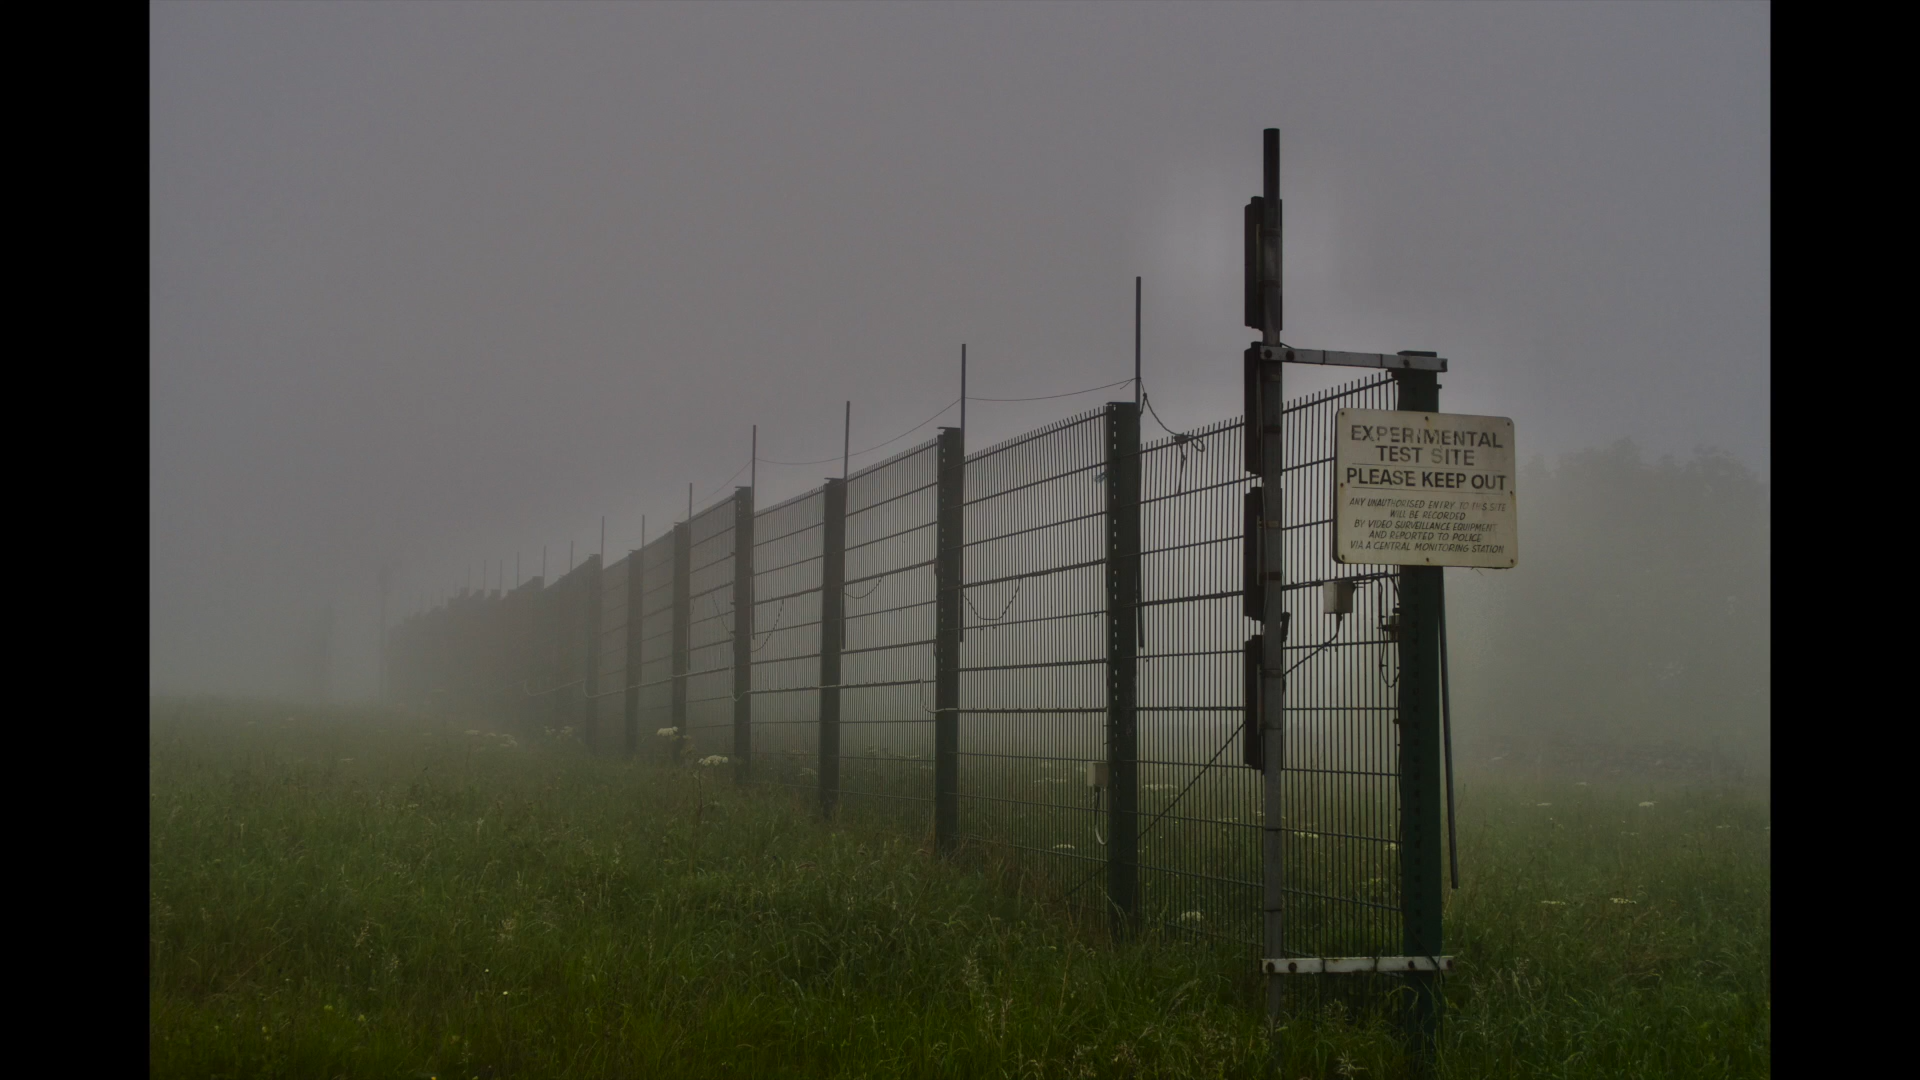 EXPERIMENTAL
TEST SITE
PLEASE KEEP OUT
ANY UNAUTHORISED ENTRY TO THIS SITE
WILL BE RECORDED
BY VIDEO SURVEILLANCE EQUIPMENT
AND REPORTED TO POLICE
VIA A CENTRAL MONITORING STATION